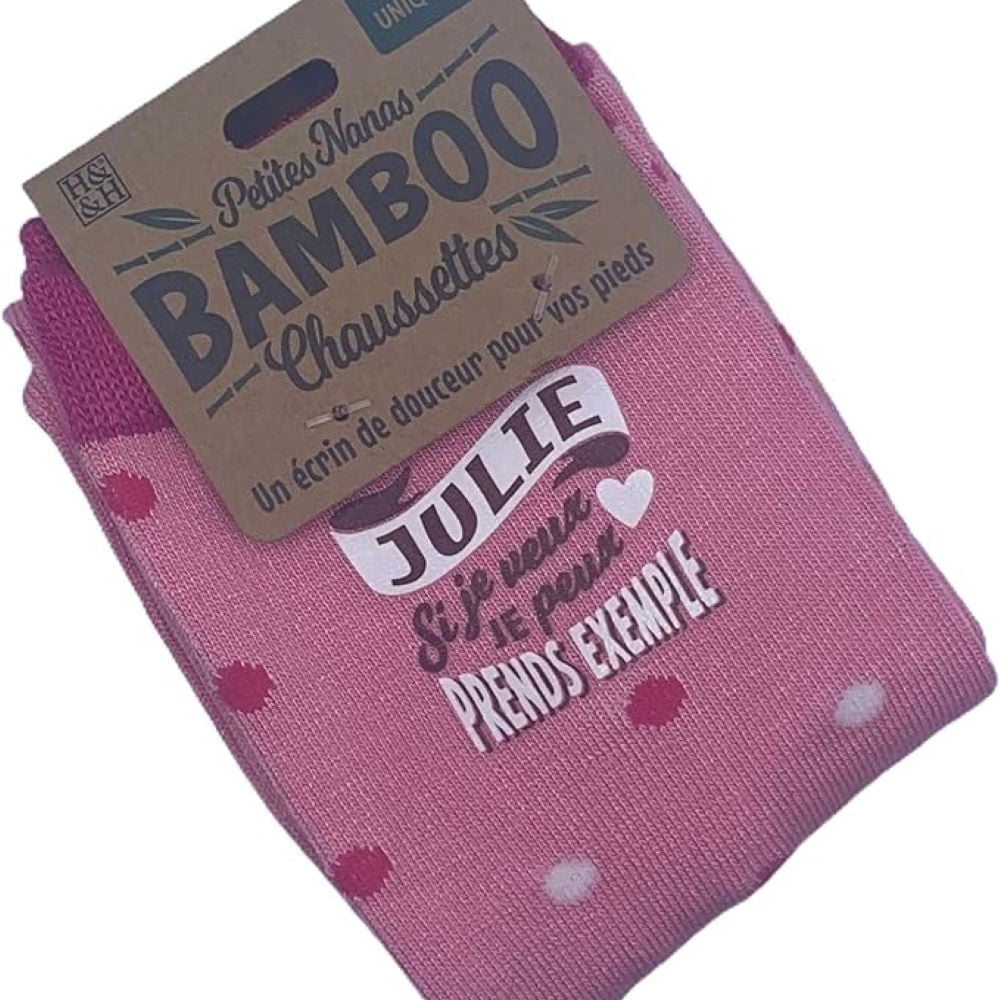 H&
&H
Petites Nanas
BAMBOO
Chaussettes
Un écrin de douceur pour vos pieds
JULIE
Si je veux
JE peux
PRENDS EXEMPLE